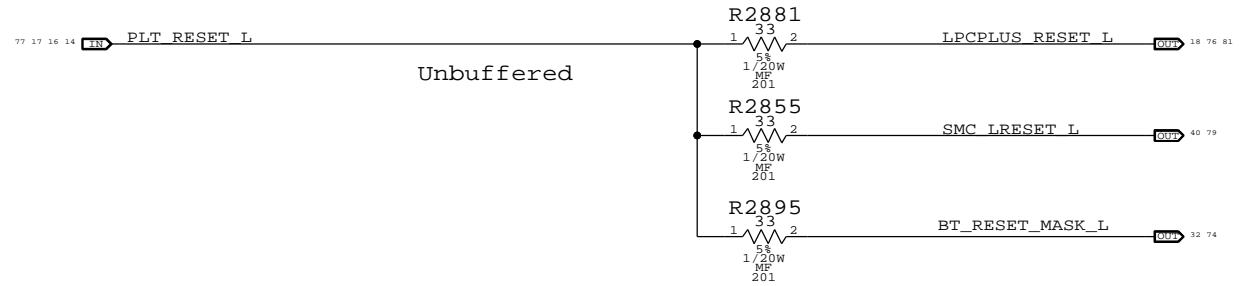 R2881
33
77 17 16 14 IN PLT_RESET_L 1 2 LPCPLUS_RESET_L OUT 18 76 81
5%
1/20W
MF
201
Unbuffered
R2855
33
1 2 SMC_LRESET_L OUT 40 79
5%
1/20W
MF
201
R2895
33
1 2 BT_RESET_MASK_L OUT 32 74
5%
1/20W
MF
201